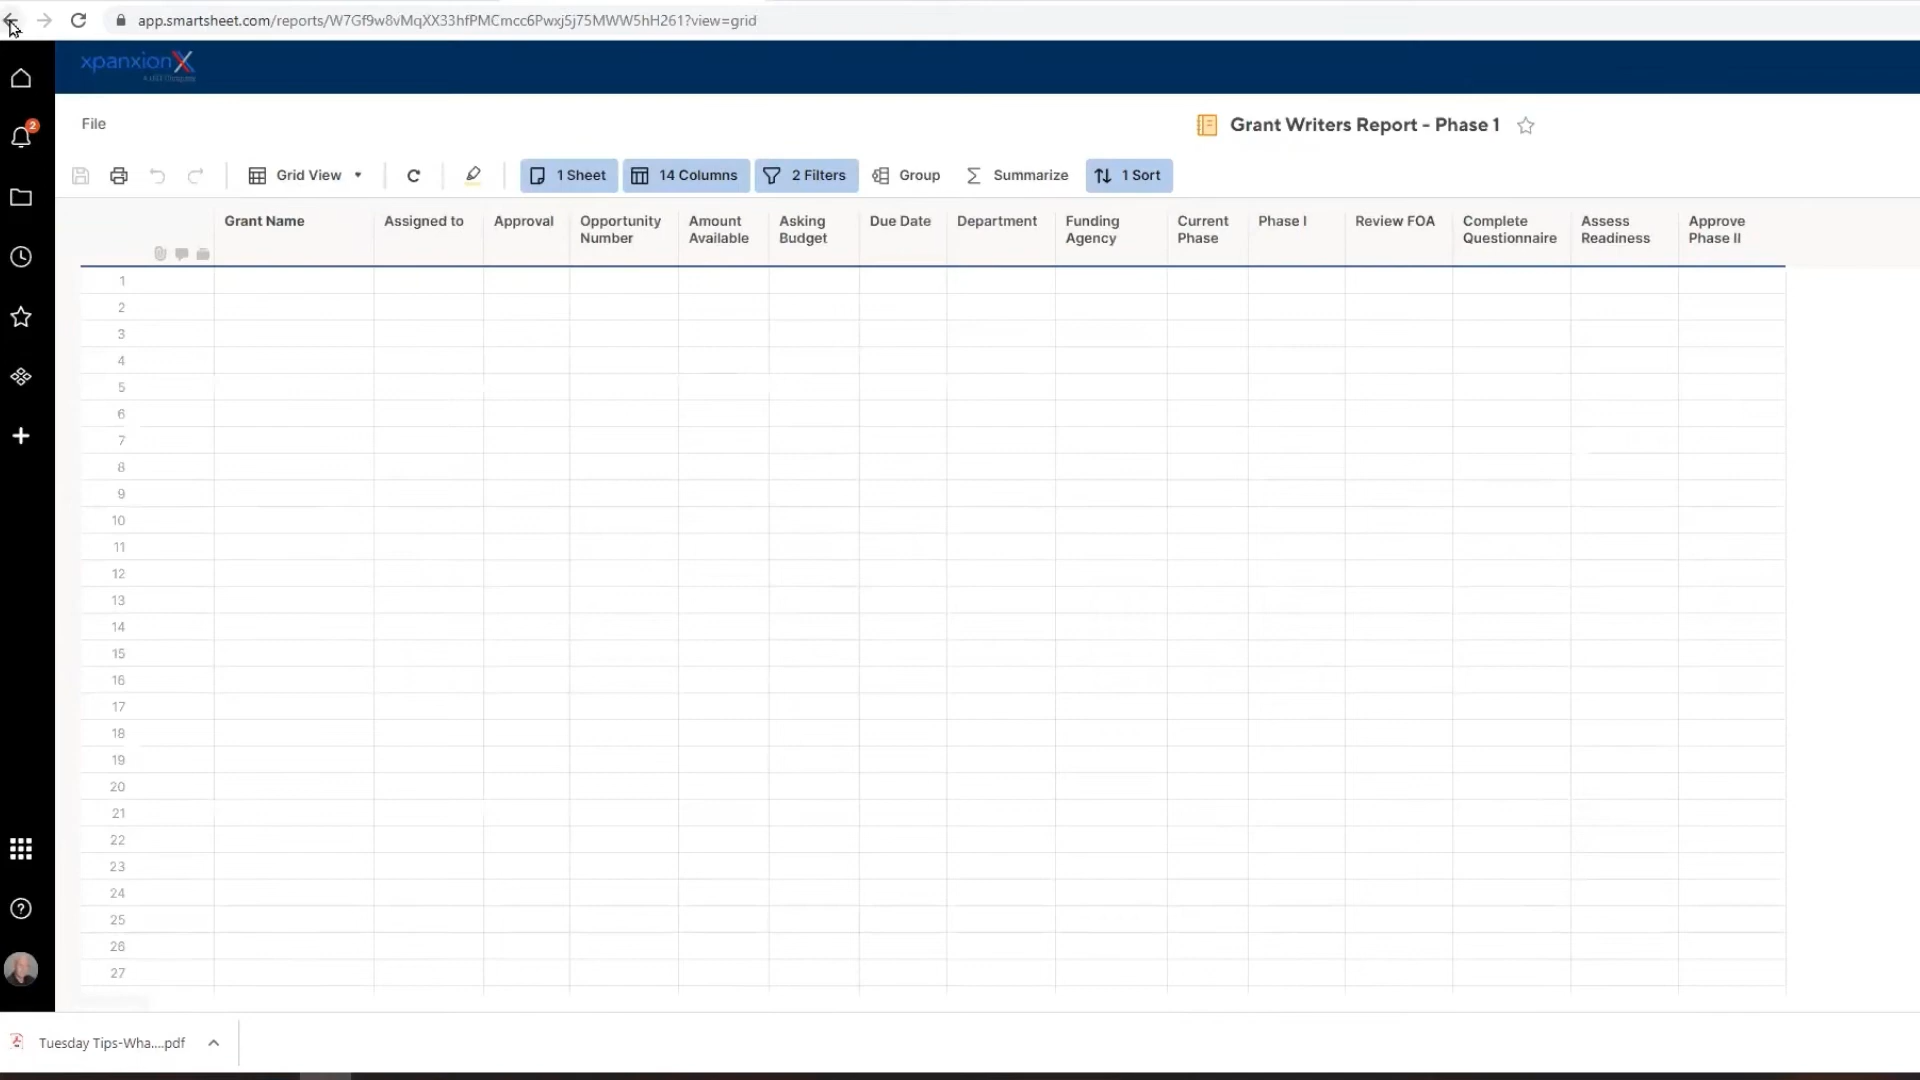 app.smartsheet.com/reports/W7Gf9w8vMqXX33hfPMCmcc6Pwxj5j75MWW5hH261?view=grid
xpanxionX
2
File
Grant Writers Report - Phase 1
Grid View
1 Sheet
14 Columns
2 Filters
Group
Summarize
1 Sort
Grant Name
Assigned to
Approval
Opportunity
Number
Amount
Available
Asking
Budget
Due Date
Department
Funding
Agency
Current
Phase
Phase I
Review FOA
Complete
Questionnaire
Assess
Readiness
Approve
Phase II
1
2
3
4
5
6
7
8
9
10
11
12
13
14
15
16
17
18
19
20
21
22
23
24
25
26
27
Tuesday Tips-Wha....pdf